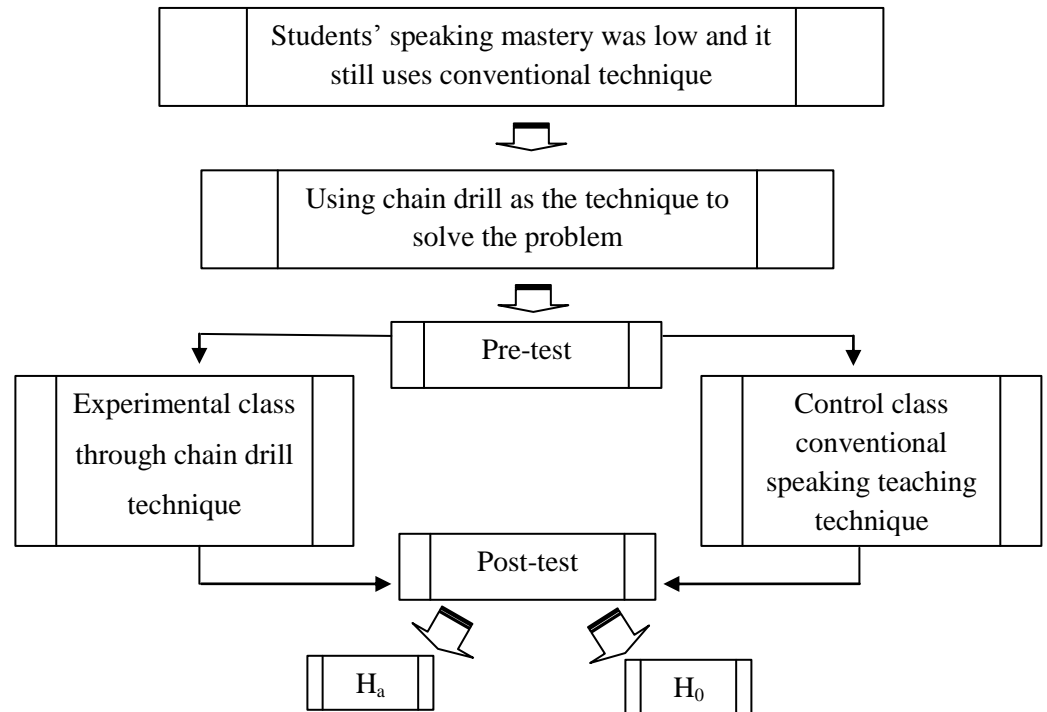 Students’ speaking mastery was low and it
still uses conventional technique
Using chain drill as the technique to
solve the problem
Pre-test
Experimental class
through chain drill
technique
Control class
conventional
speaking teaching
technique
Post-test
Hₐ
H₀